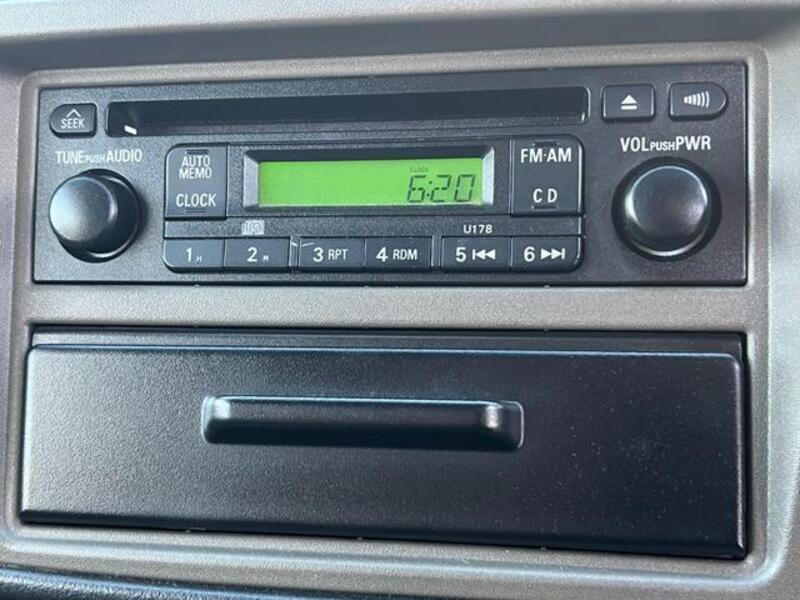 SEEK
TUNE PUSH AUDIO
AUTO
MEMO
CLOCK
CLOCK
6:20
FM·AM
CD
VOL PUSH PWR
U178
1 H
2 M
3 RPT
4 RDM
5
6